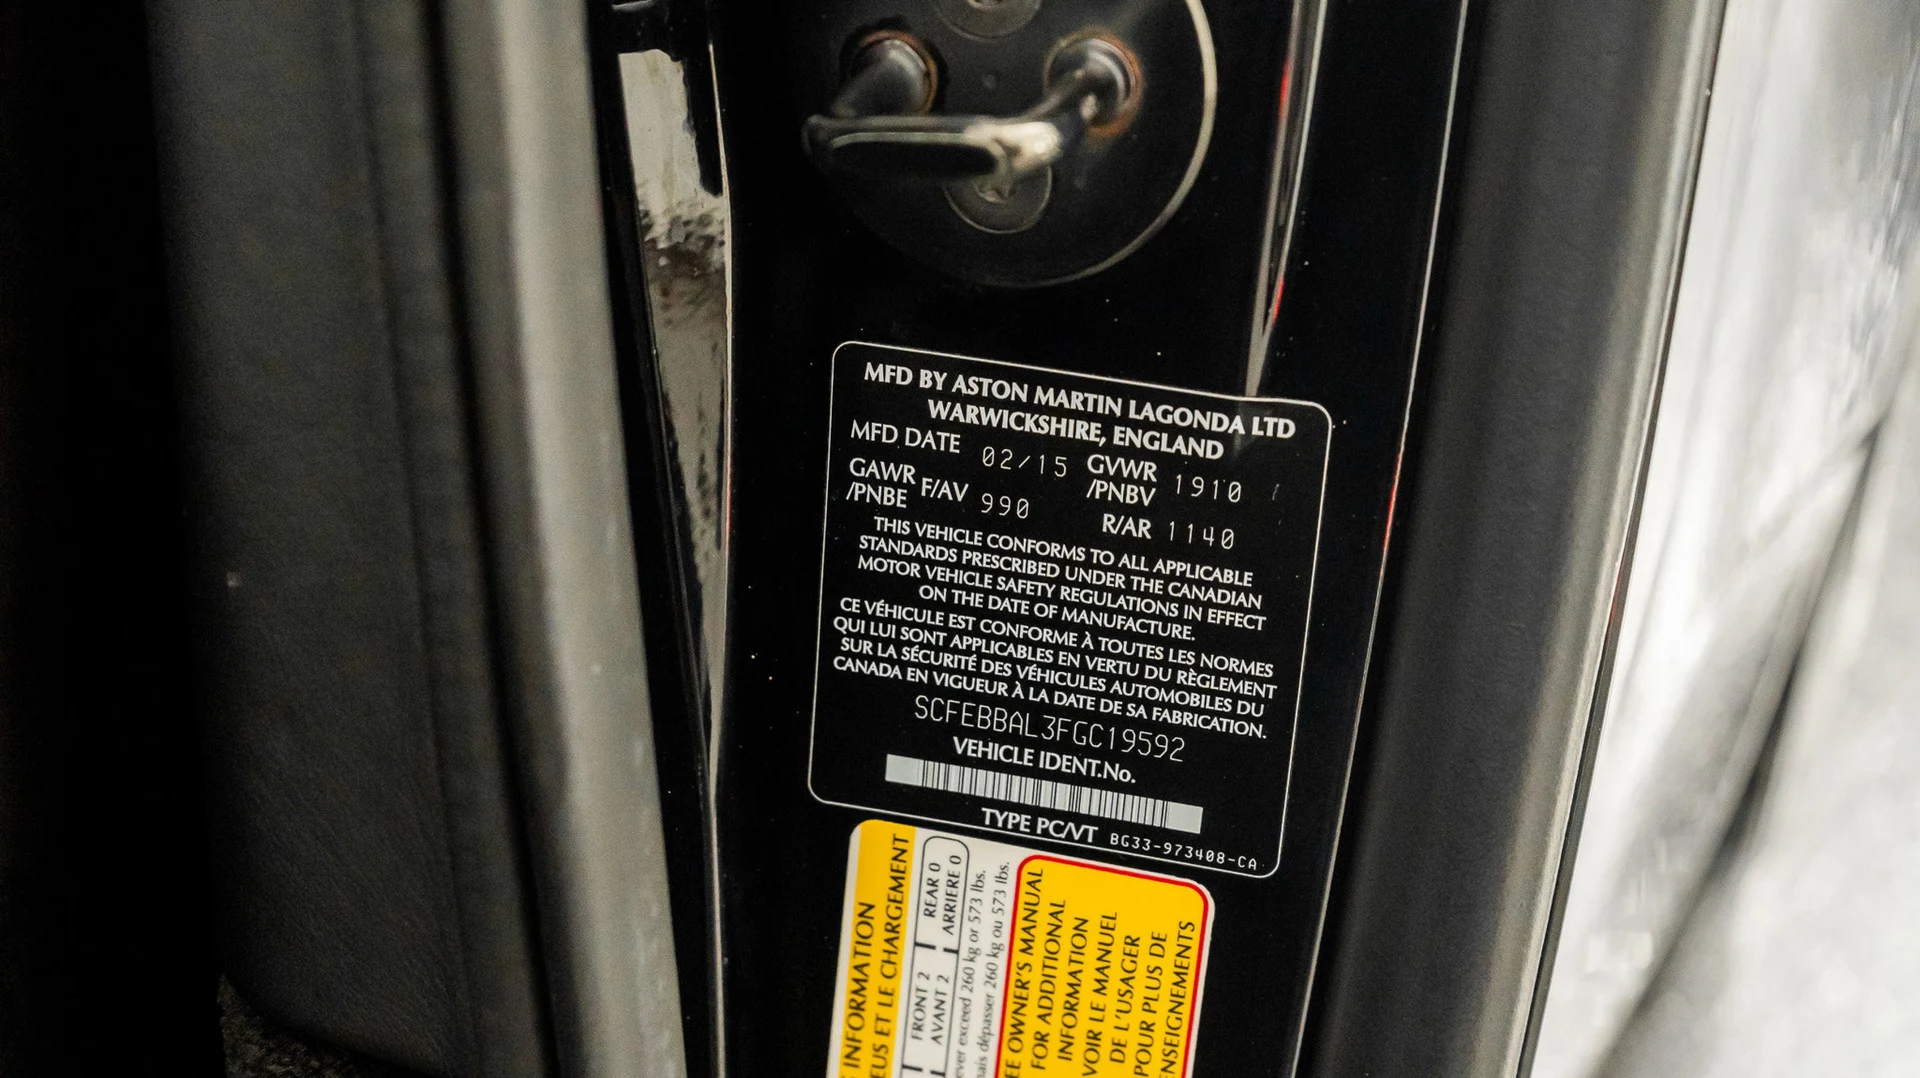 MFD BY ASTON MARTIN LAGONDA LTD
WARWICKSHIRE, ENGLAND
MFD DATE 02/15 GVWR /PNBV 1910
GAWR /PNBE F/AV 990 R/AR 1140
THIS VEHICLE CONFORMS TO ALL APPLICABLE
STANDARDS PRESCRIBED UNDER THE CANADIAN
MOTOR VEHICLE SAFETY REGULATIONS IN EFFECT
ON THE DATE OF MANUFACTURE.
CE VÉHICULE EST CONFORME À TOUTES LES NORMES
QUI LUI SONT APPLICABLES EN VERTU DU RÈGLEMENT
SUR LA SÉCURITÉ DES VÉHICULES AUTOMOBILES DU
CANADA EN VIGUEUR À LA DATE DE SA FABRICATION.
SCFEBBAL3FGC19592
VEHICLE IDENT.No.
TYPE PC/VT BG33-973408-CA
INFORMATION
ET LE CHARGEMENT
FRONT 2 REAR 0
AVANT 2 ARRIERE 0
exceed 260 kg or 573 lbs.
dépasser 260 kg ou 573 lbs.
OWNER'S MANUAL
FOR ADDITIONAL
INFORMATION
VOIR LE MANUEL
DE L'USAGER
POUR PLUS DE